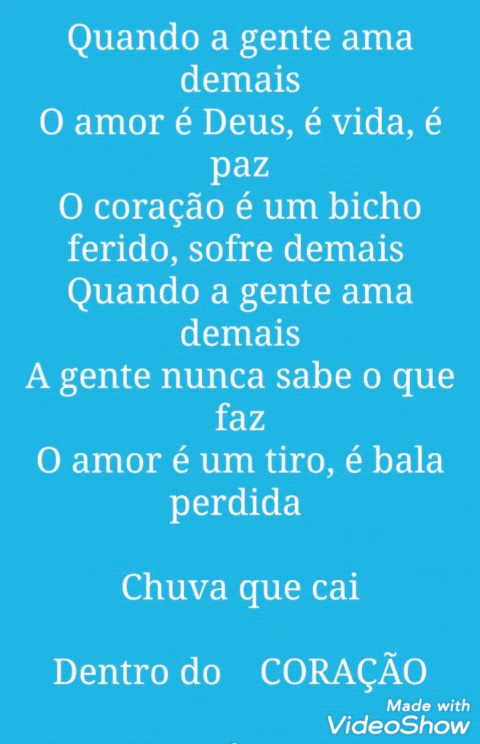 Quando a gente ama
demais
O amor é Deus, é vida, é
paz
O coração é um bicho
ferido, sofre demais
Quando a gente ama
demais
A gente nunca sabe o que
faz
O amor é um tiro, é bala
perdida
Chuva que cai
Dentro do CORAÇÃO
Made with
VideoShow